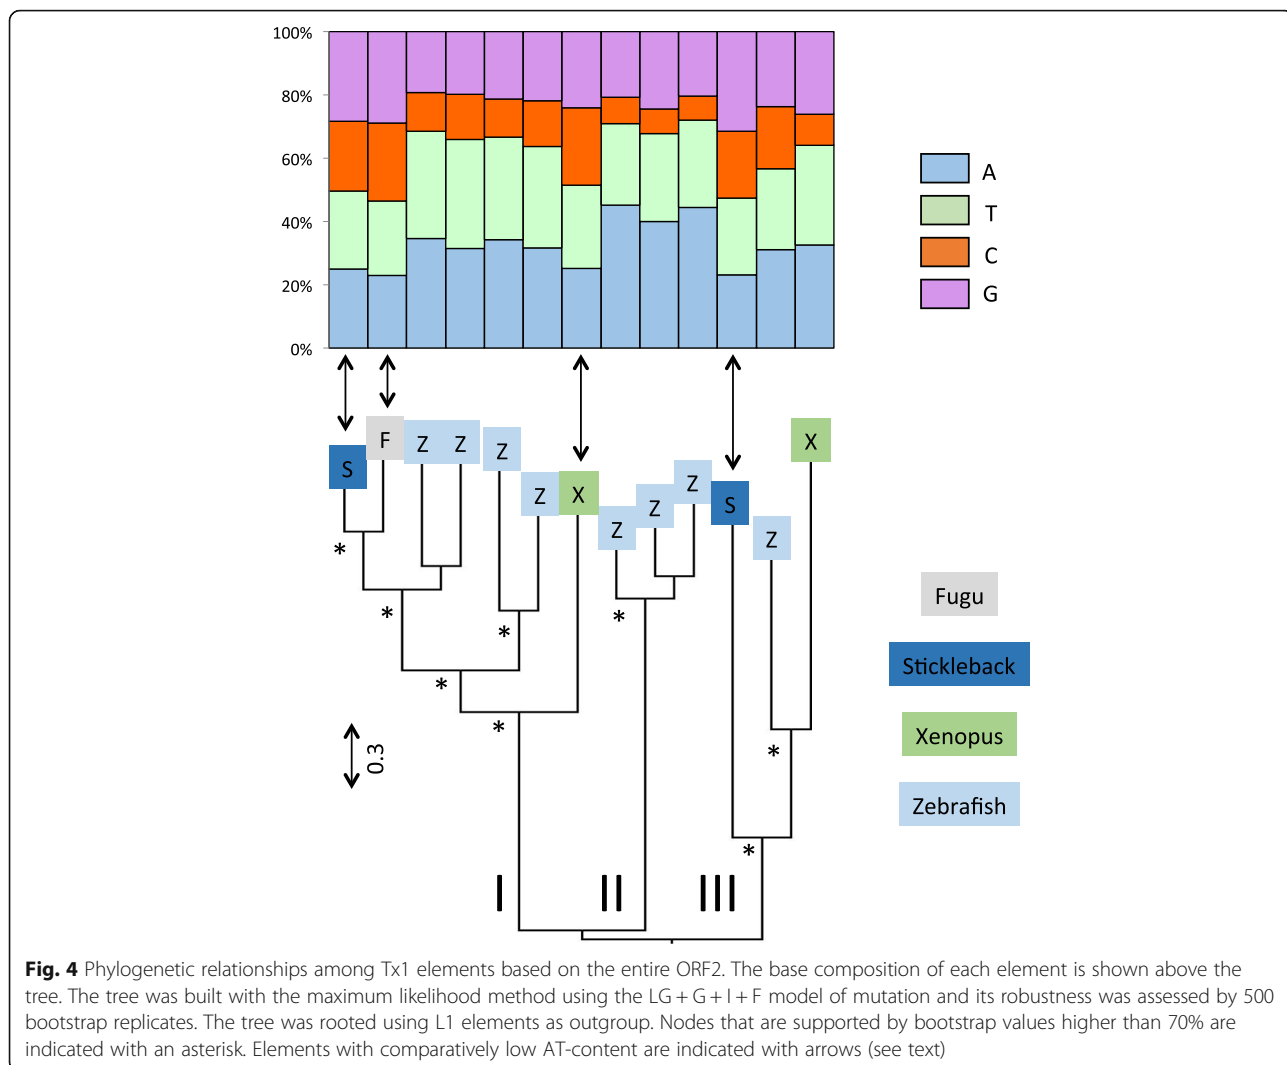 100%
80%
60%
40%
20%
0%
A
T
C
G
S
F
Z
Z
Z
Z
X
Z
Z
Z
S
Z
X
*
*
*
*
*
*
*
*
0.3
I
II
III
Fugu
Stickleback
Xenopus
Zebrafish
Fig. 4 Phylogenetic relationships among Tx1 elements based on the entire ORF2. The base composition of each element is shown above the
tree. The tree was built with the maximum likelihood method using the LG + G + I + F model of mutation and its robustness was assessed by 500
bootstrap replicates. The tree was rooted using L1 elements as outgroup. Nodes that are supported by bootstrap values higher than 70% are
indicated with an asterisk. Elements with comparatively low AT-content are indicated with arrows (see text)